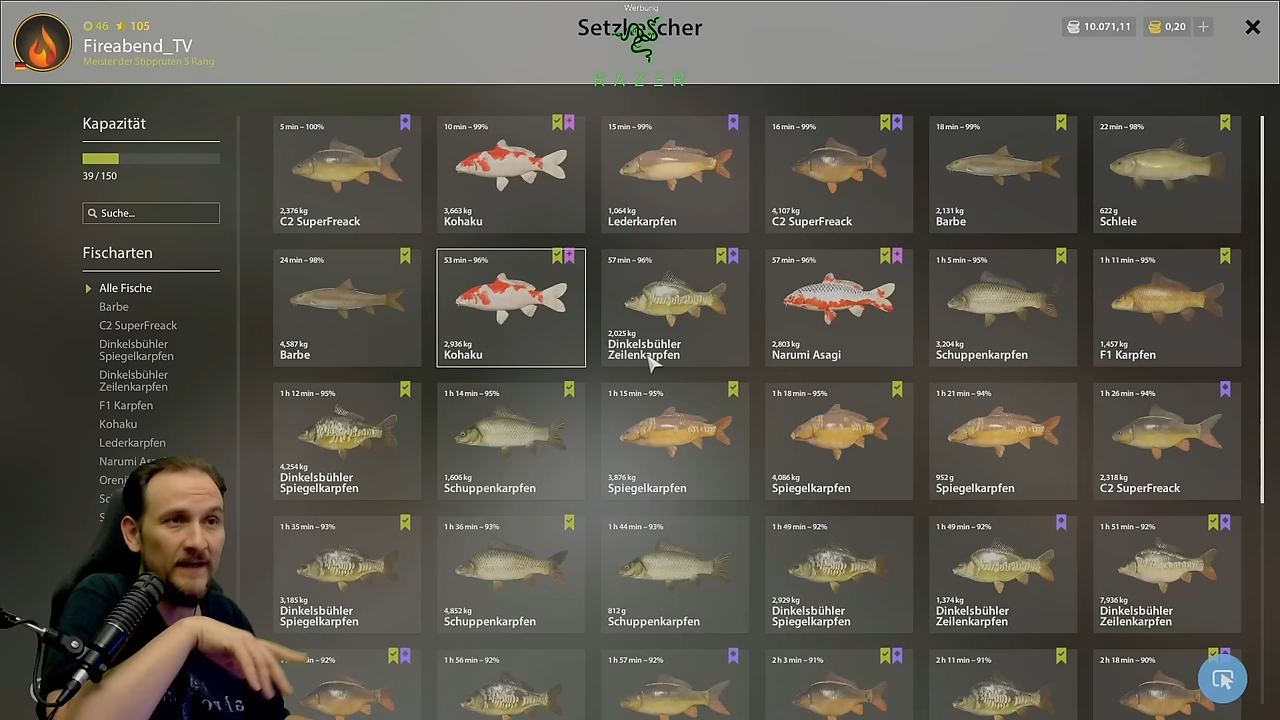 Werbung
Setzkescher
RAZER
46 105
Fireabend_TV
Meister der Stippruten S Rang
10.071,11
0,20
Kapazität
39 / 150
Suche...
Fischarten
Alle Fische
Barbe
C2 SuperFreack
Dinkelsbühler
Spiegelkarpfen
Dinkelsbühler
Zeilenkarpfen
F1 Karpfen
Kohaku
Lederkarpfen
Narumi
5 min – 100%
2,376 kg
C2 SuperFreack
10 min – 99%
3,663 kg
Kohaku
15 min – 99%
1,064 kg
Lederkarpfen
16 min – 99%
4,107 kg
C2 SuperFreack
18 min – 99%
2,131 kg
Barbe
22 min – 98%
622 g
Schleie
24 min – 98%
4,587 kg
Barbe
53 min – 96%
2,936 kg
Kohaku
57 min – 96%
2,025 kg
Dinkelsbühler
Zeilenkarpfen
57 min – 96%
2,803 kg
Narumi Asagi
1 h 5 min – 95%
3,204 kg
Schuppenkarpfen
1 h 11 min – 95%
1,457 kg
F1 Karpfen
1 h 12 min – 95%
4,254 kg
Dinkelsbühler
Spiegelkarpfen
1 h 14 min – 95%
1,606 kg
Schuppenkarpfen
1 h 15 min – 95%
3,876 kg
Spiegelkarpfen
1 h 18 min – 95%
4,086 kg
Spiegelkarpfen
1 h 21 min – 94%
952 g
Spiegelkarpfen
1 h 26 min – 94%
2,318 kg
C2 SuperFreack
1 h 35 min – 93%
3,185 kg
Dinkelsbühler
Spiegelkarpfen
1 h 36 min – 93%
4,852 kg
Schuppenkarpfen
1 h 44 min – 93%
812 g
Schuppenkarpfen
1 h 49 min – 92%
2,929 kg
Dinkelsbühler
Spiegelkarpfen
1 h 49 min – 92%
1,374 kg
Dinkelsbühler
Zeilenkarpfen
1 h 51 min – 92%
7,936 kg
Dinkelsbühler
Zeilenkarpfen
– 92%
1 h 56 min – 92%
1 h 57 min – 92%
2 h 3 min – 91%
2 h 11 min – 91%
2 h 18 min – 90%